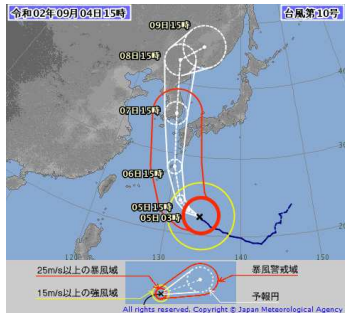 令和02年09月04日15時
台風第10号
09日15時
08日15時
07日15時
06日15時
05日15時
05日03時
40
30
20
120
130
140
150
25m/s以上の暴風域
暴風警戒域
15m/s以上の強風域
予報円
All rights reserved. Copyright © Japan Meteorological Agency